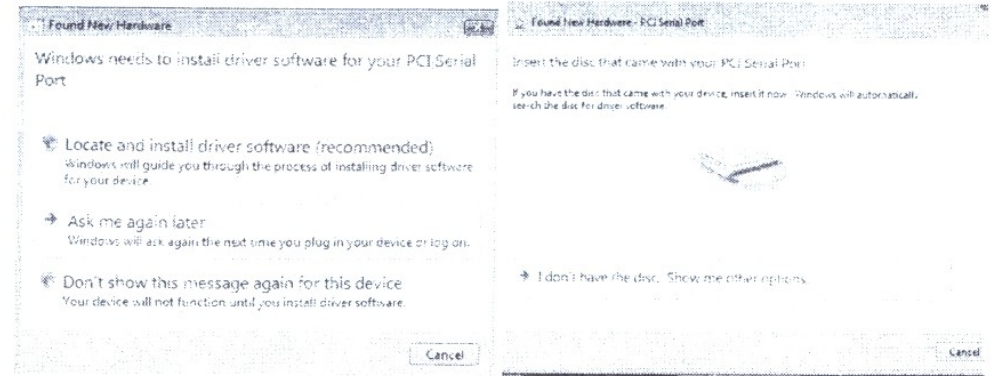 Found New Hardware
Windows needs to install driver software for your PCI Serial
Port
Locate and install driver software (recommended)
Windows will guide you through the process of installing driver software
for your device.
Ask me again later
Windows will ask again the next time you plug in your device or log on.
Don't show this message again for this device
Your device will not function until you install driver software.
Cancel
Found New Hardware - PCI Serial Port
Insert the disc that came with your PCI Serial Port
If you have the disc that came with your device, insert it now. Windows will automatically
search the disc for driver software.
I don't have the disc. Show me other options.
Cancel